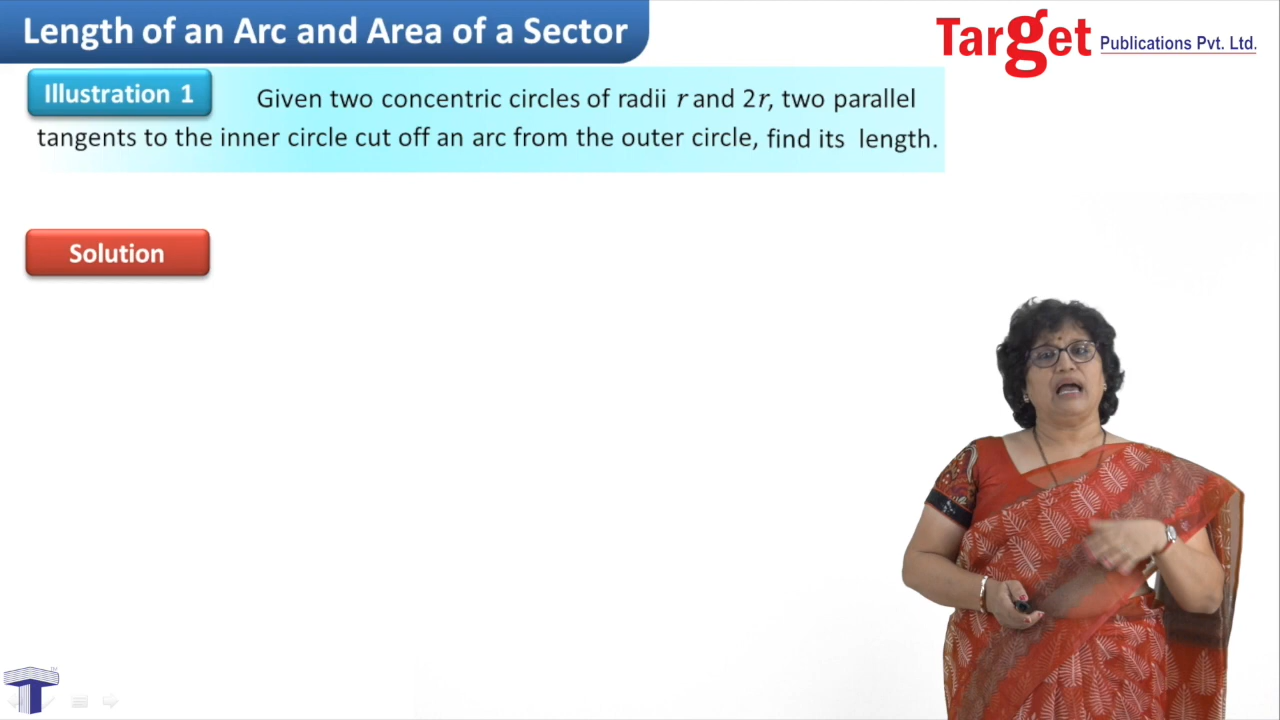 Length of an Arc and Area of a Sector
Target Publications Pvt. Ltd.
Illustration 1 Given two concentric circles of radii r and 2r, two parallel
tangents to the inner circle cut off an arc from the outer circle, find its length.
Solution
TM